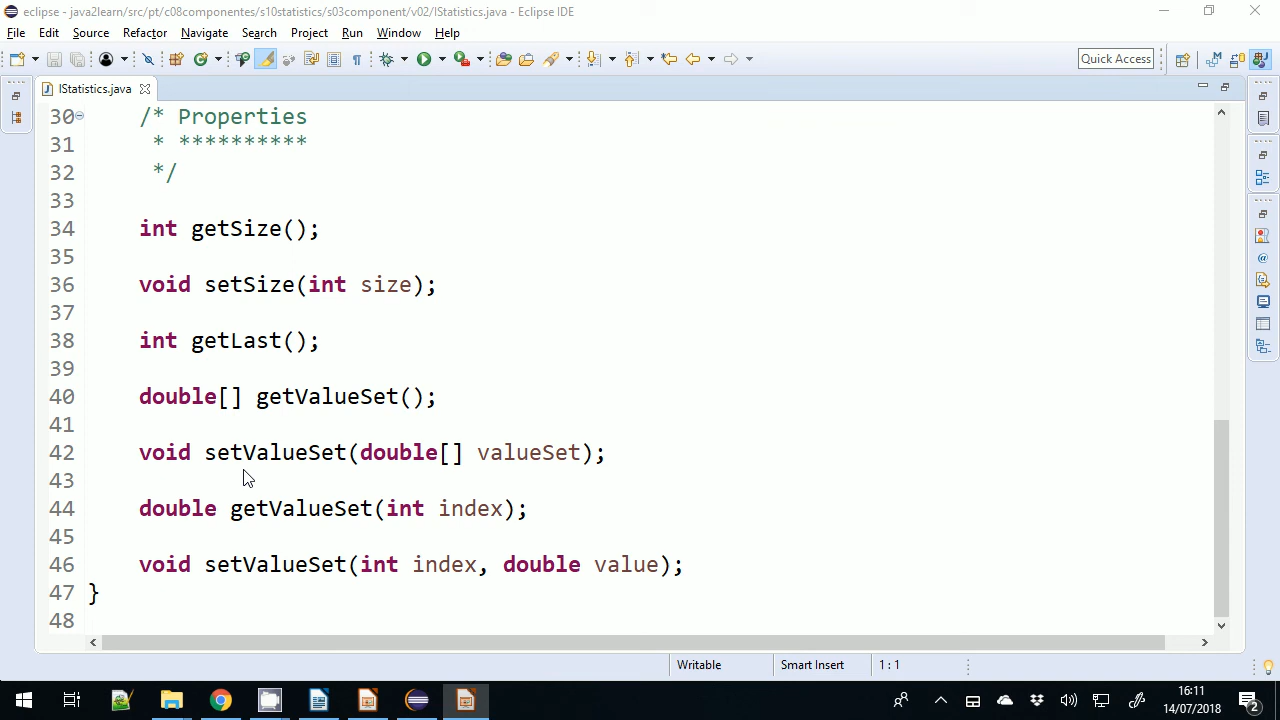 eclipse - java2learn/src/pt/c08componentes/s10statistics/s03component/v02/IStatistics.java - Eclipse IDE
File Edit Source Refactor Navigate Search Project Run Window Help
Quick Access
IStatistics.java
30 /* Properties
31 * **********
32 */
33
34 int getSize();
35
36 void setSize(int size);
37
38 int getLast();
39
40 double[] getValueSet();
41
42 void setValueSet(double[] valueSet);
43
44 double getValueSet(int index);
45
46 void setValueSet(int index, double value);
47 }
48
Writable Smart Insert 1 : 1
16:11
14/07/2018
2